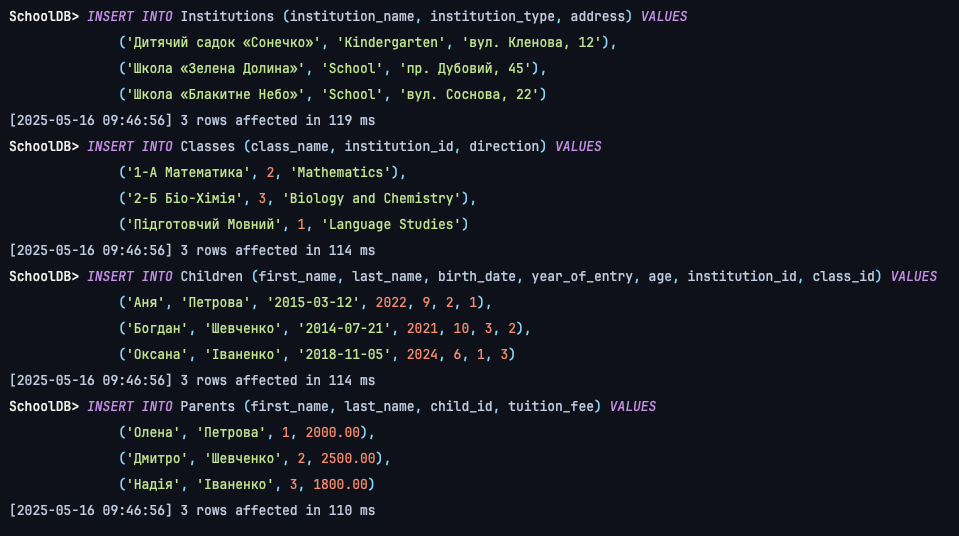 SchoolDB> INSERT INTO Institutions (institution_name, institution_type, address) VALUES
('Дитячий садок «Сонечко»', 'Kindergarten', 'вул. Кленова, 12'),
('Школа «Зелена Долина»', 'School', 'пр. Дубовий, 45'),
('Школа «Блакитне Небо»', 'School', 'вул. Соснова, 22')
[2025-05-16 09:46:56] 3 rows affected in 119 ms
SchoolDB> INSERT INTO Classes (class_name, institution_id, direction) VALUES
('1-А Математика', 2, 'Mathematics'),
('2-Б Біо-Хімія', 3, 'Biology and Chemistry'),
('Підготовчий Мовний', 1, 'Language Studies')
[2025-05-16 09:46:56] 3 rows affected in 114 ms
SchoolDB> INSERT INTO Children (first_name, last_name, birth_date, year_of_entry, age, institution_id, class_id) VALUES
('Аня', 'Петрова', '2015-03-12', 2022, 9, 2, 1),
('Богдан', 'Шевченко', '2014-07-21', 2021, 10, 3, 2),
('Оксана', 'Іваненко', '2018-11-05', 2024, 6, 1, 3)
[2025-05-16 09:46:56] 3 rows affected in 114 ms
SchoolDB> INSERT INTO Parents (first_name, last_name, child_id, tuition_fee) VALUES
('Олена', 'Петрова', 1, 2000.00),
('Дмитро', 'Шевченко', 2, 2500.00),
('Надія', 'Іваненко', 3, 1800.00)
[2025-05-16 09:46:56] 3 rows affected in 110 ms